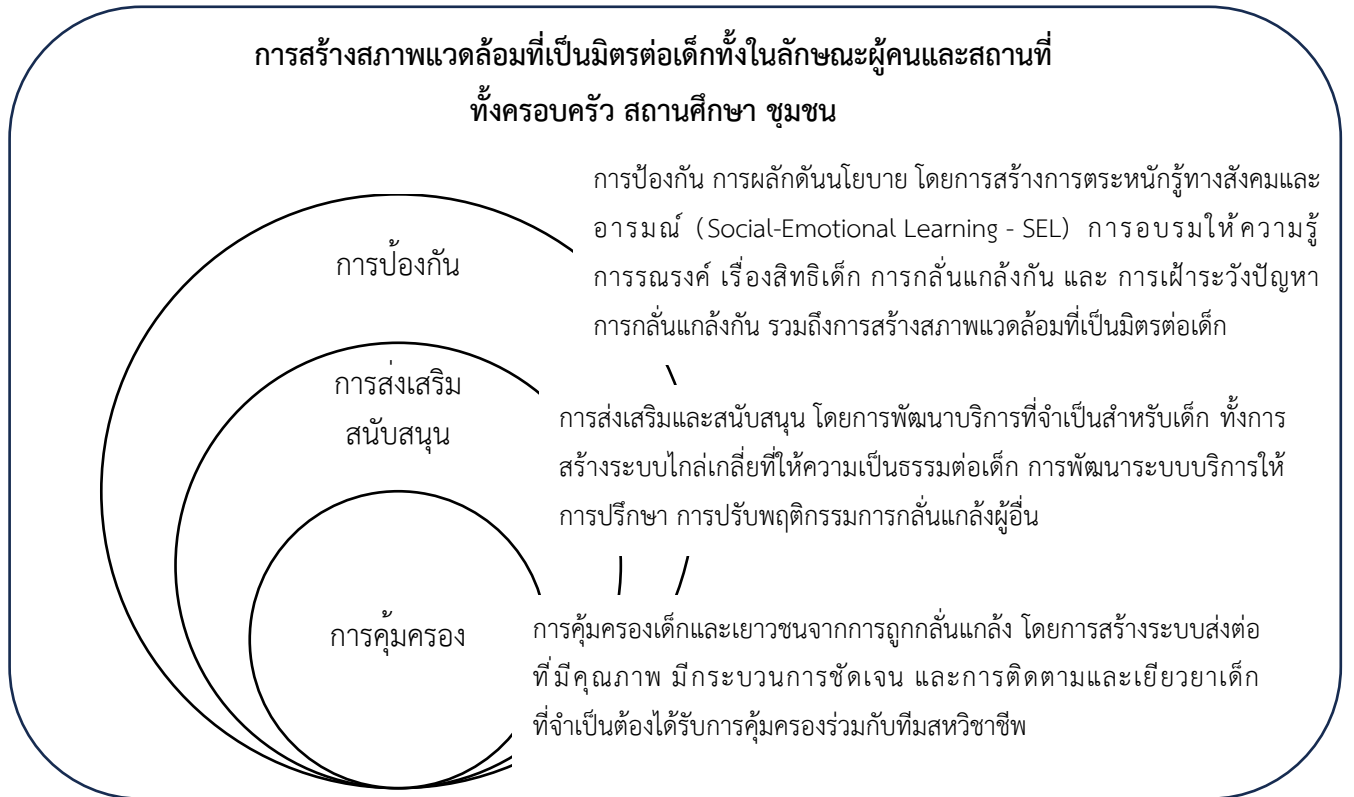 การสร้างสภาพแวดล้อมที่เป็นมิตรต่อเด็กทั้งในลักษณะผู้คนและสถานที่
ทั้งครอบครัว สถานศึกษา ชุมชน
การป้องกัน
การป้องกัน การผลักดันนโยบาย โดยการสร้างการตระหนักรู้ทางสังคมและ
อารมณ์ (Social-Emotional Learning - SEL) การอบรมให้ความรู้
การรณรงค์ เรื่องสิทธิเด็ก การกลั่นแกล้งกัน และ การเฝ้าระวังปัญหา
การกลั่นแกล้งกัน รวมถึงการสร้างสภาพแวดล้อมที่เป็นมิตรต่อเด็ก
การส่งเสริม
สนับสนุน
การส่งเสริมและสนับสนุน โดยการพัฒนาบริการที่จำเป็นสำหรับเด็ก ทั้งการ
สร้างระบบไกล่เกลี่ยที่ให้ความเป็นธรรมต่อเด็ก การพัฒนาระบบบริการให้
การปรึกษา การปรับพฤติกรรมการกลั่นแกล้งผู้อื่น
การคุ้มครอง
การคุ้มครองเด็กและเยาวชนจากการถูกกลั่นแกล้ง โดยการสร้างระบบส่งต่อ
ที่มีคุณภาพ มีกระบวนการชัดเจน และการติดตามและเยียวยาเด็ก
ที่จำเป็นต้องได้รับการคุ้มครองร่วมกับทีมสหวิชาชีพ